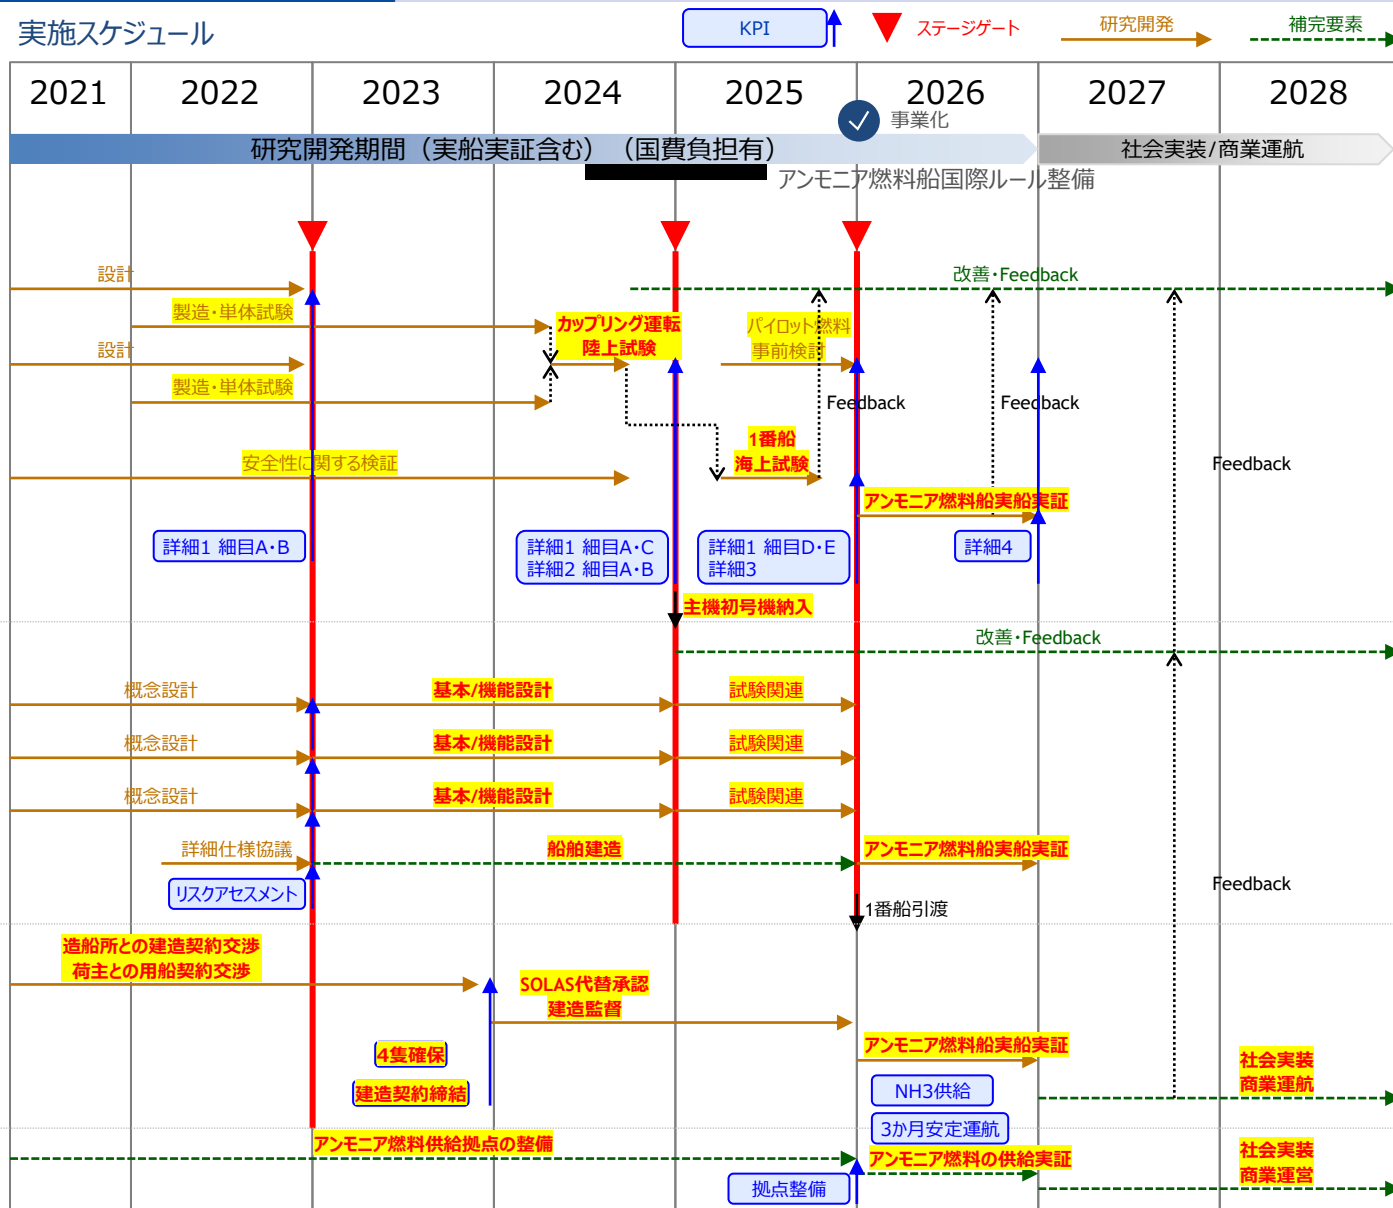 実施スケジュール
KPI
ステージゲート
研究開発
補完要素
2021
2022
2023
2024
2025
2026
2027
2028
事業化
研究開発期間（実船実証含む）（国費負担有）
社会実装/商業運航
アンモニア燃料船国際ルール整備
設計
改善・Feedback
製造・単体試験
カップリング運転
陸上試験
パイロット燃料
事前検討
設計
製造・単体試験
Feedback
Feedback
1番船
海上試験
安全性に関する検証
Feedback
アンモニア燃料船実船実証
詳細1 細目A・B
詳細1 細目A・C
詳細2 細目A・B
詳細1 細目D・E
詳細3
詳細4
主機初号機納入
改善・Feedback
概念設計
基本/機能設計
試験関連
概念設計
基本/機能設計
試験関連
概念設計
基本/機能設計
試験関連
詳細仕様協議
船舶建造
アンモニア燃料船実船実証
リスクアセスメント
Feedback
1番船引渡
造船所との建造契約交渉
荷主との用船契約交渉
SOLAS代替承認
建造監督
4隻確保
アンモニア燃料船実船実証
社会実装
商業運航
建造契約締結
NH3供給
3か月安定運航
アンモニア燃料供給拠点の整備
アンモニア燃料の供給実証
社会実装
商業運営
拠点整備